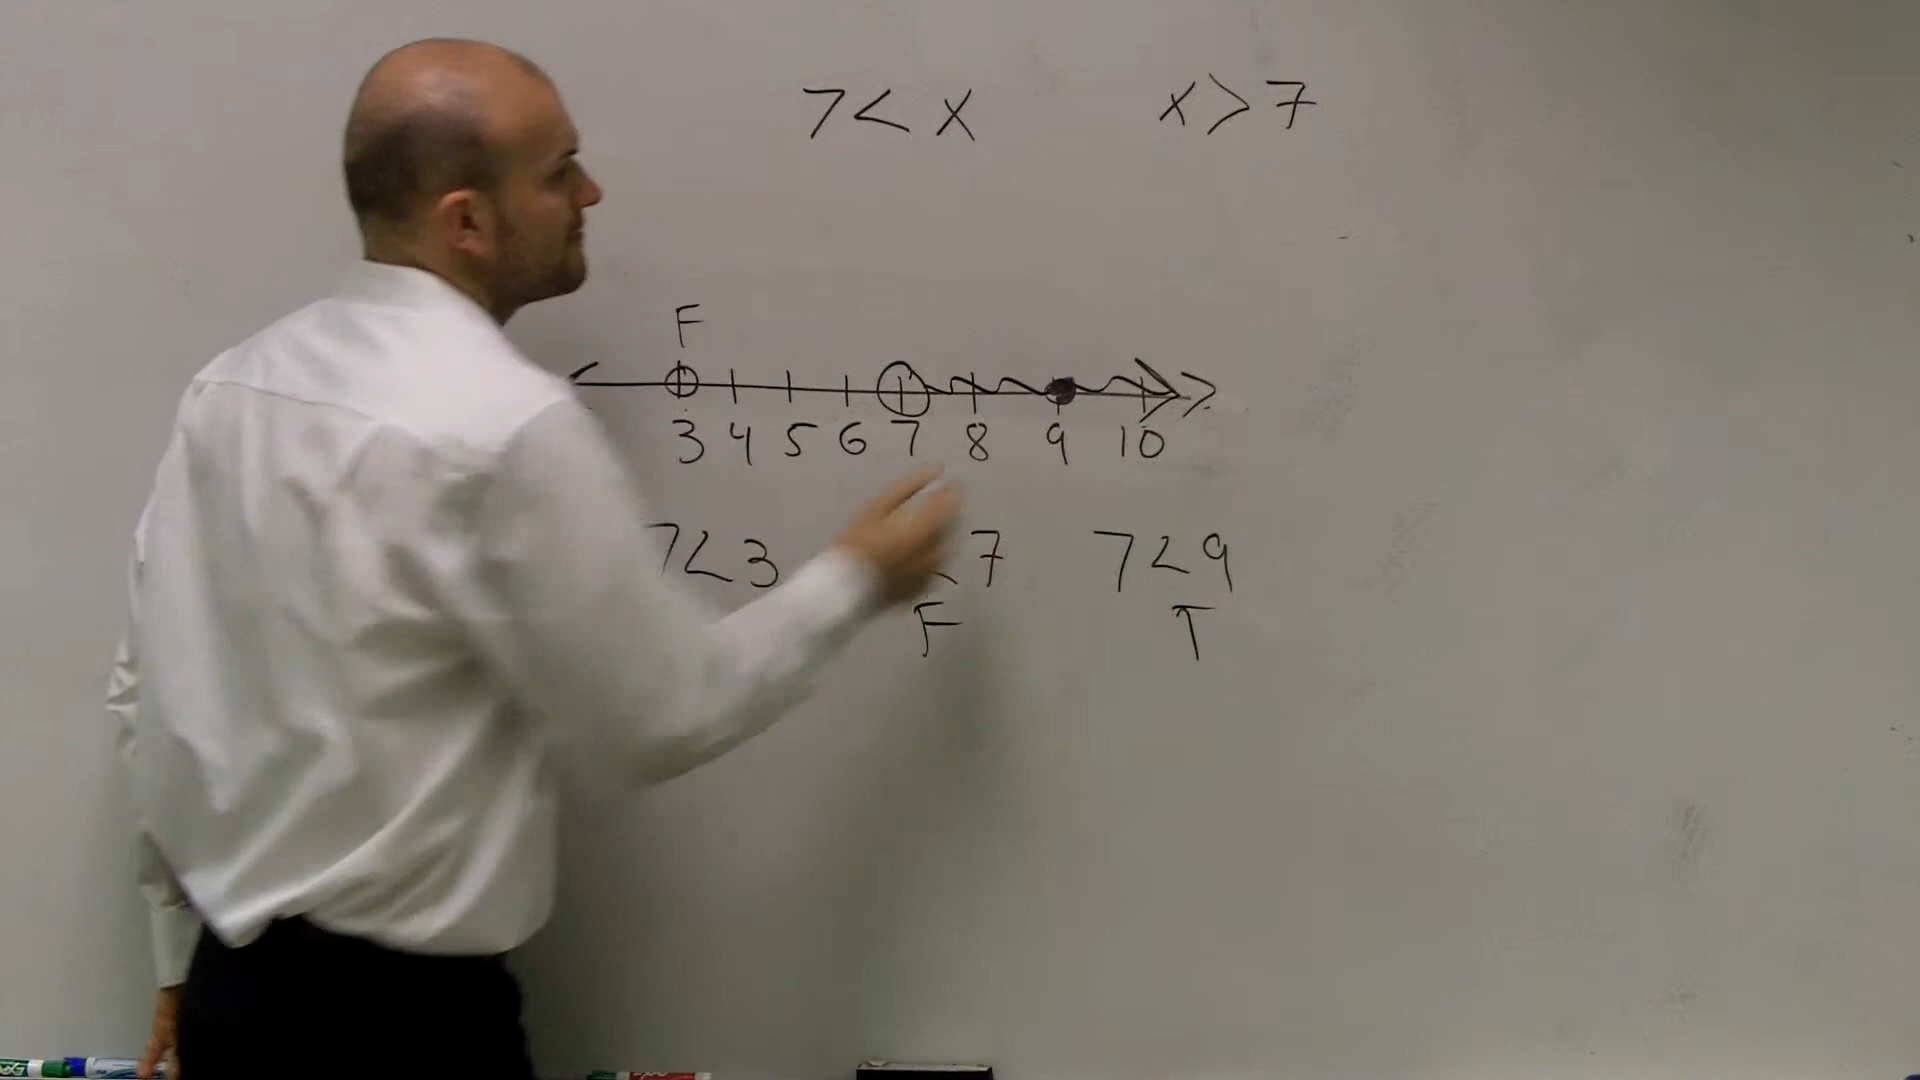 7 < x x > 7
F
3 4 5 6 7 8 9 10
7 < 3 < 7 7 < 9
F T